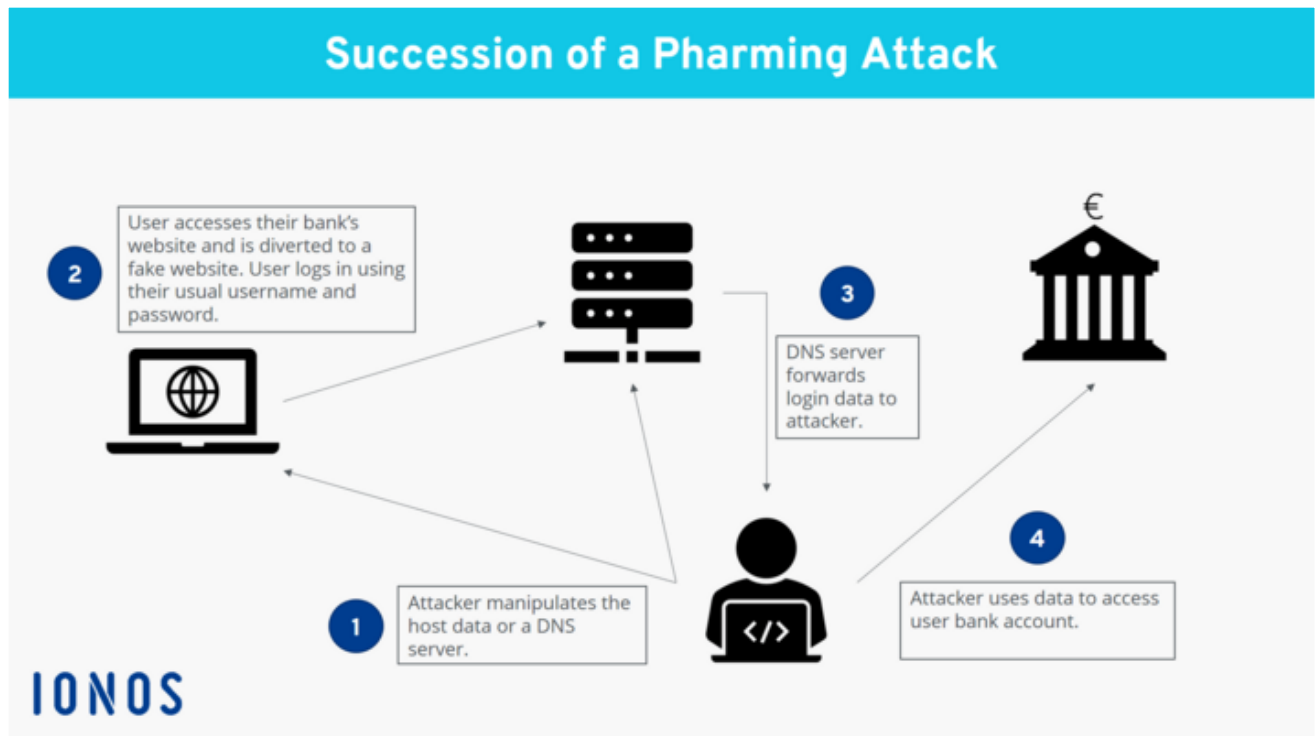 Succession of a Pharming Attack
2
User accesses their bank's
website and is diverted to a
fake website. User logs in using
their usual username and
password.
€
3
DNS server
forwards
login data to
attacker.
4
Attacker uses data to access
user bank account.
1
Attacker manipulates the
host data or a DNS
server.
</>
IONOS